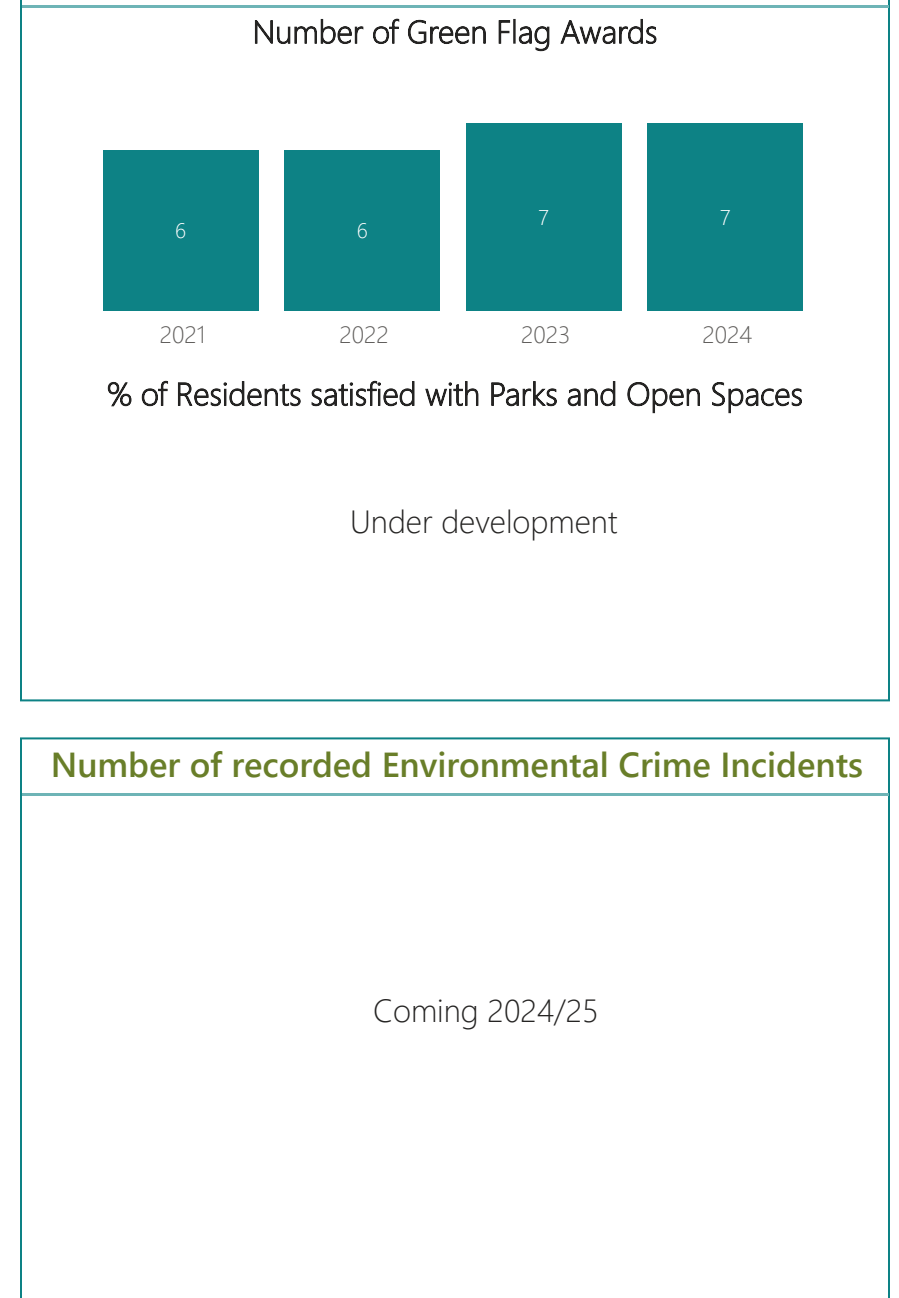 Number of Green Flag Awards
6 6 7 7
2021 2022 2023 2024
% of Residents satisfied with Parks and Open Spaces
Under development
Number of recorded Environmental Crime Incidents
Coming 2024/25